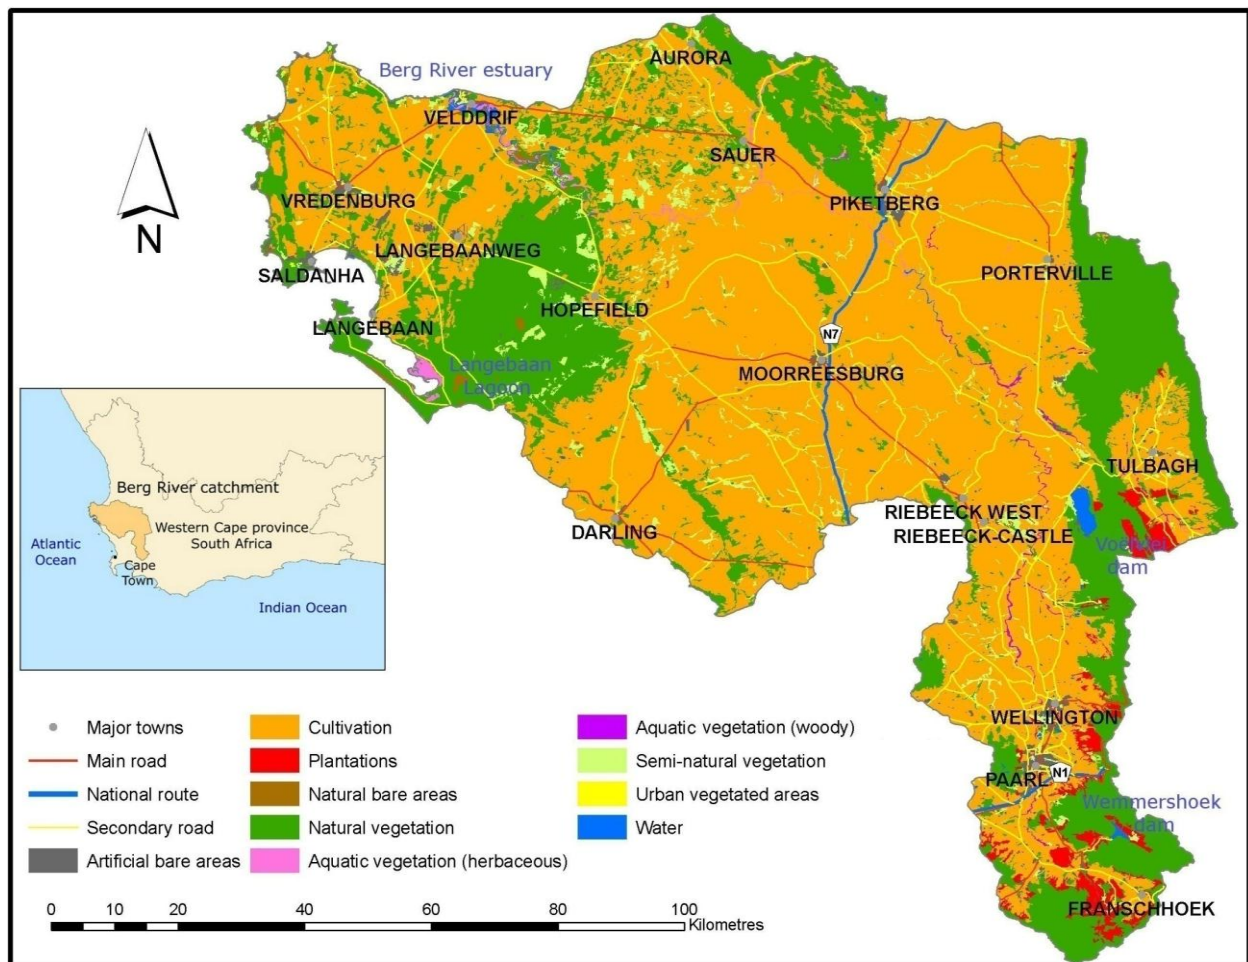 AURORA
Berg River estuary
VELDDRIF
SAUER
VREDENBURG
PIKETBERG
LANGEBAANWEG
SALDANHA
PORTERVILLE
HOPEFIELD
LANGEBAAN
N7
MOORREESBURG
Langebaan
Lagoon
TULBAGH
RIEBEECK WEST
DARLING
RIEBEECK-CASTLE
dam
Berg River catchment
Western Cape province
South Africa
Atlantic
Ocean
Cape
Town
Indian Ocean
WELLINGTON
PAARL
N1
Wemmershoek
dam
FRANSCHHOEK
N
Major towns
Main road
National route
Secondary road
Artificial bare areas
Cultivation
Plantations
Natural bare areas
Natural vegetation
Aquatic vegetation (herbaceous)
Aquatic vegetation (woody)
Semi-natural vegetation
Urban vegetated areas
Water
0 5 10 20 40 60 80 100
Kilometres